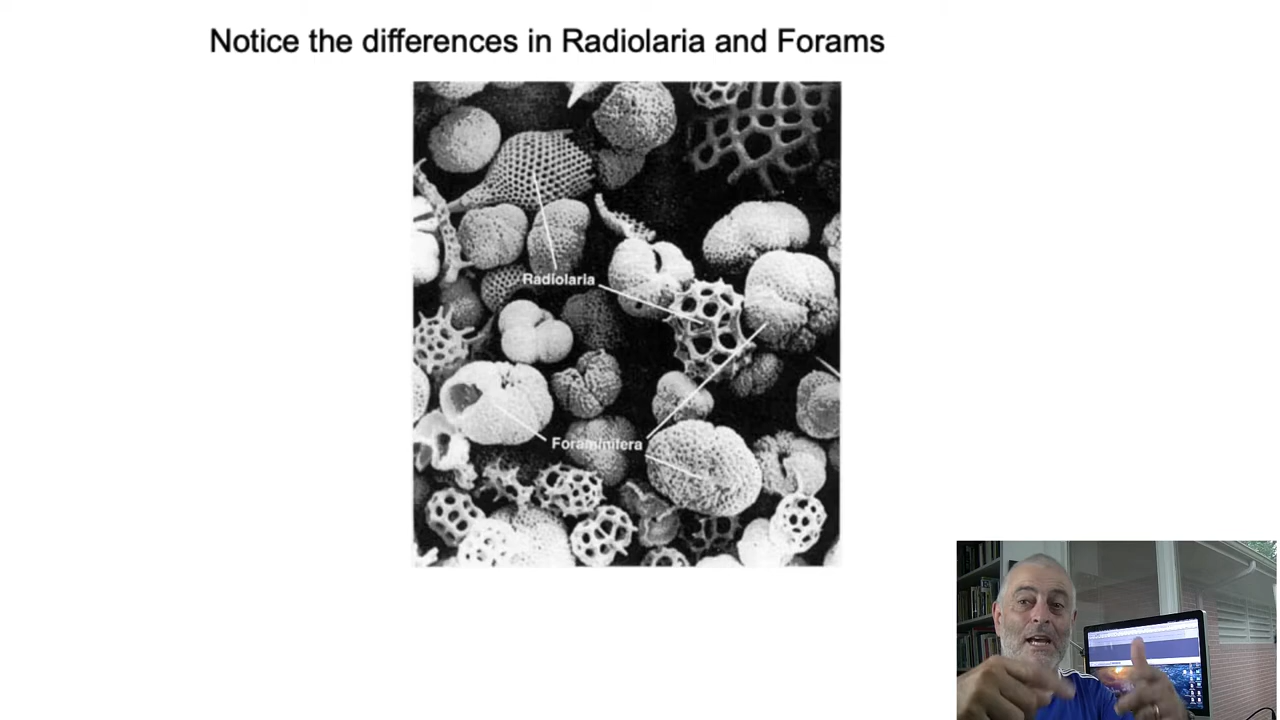 Notice the differences in Radiolaria and Forams
Radiolaria
Foraminifera